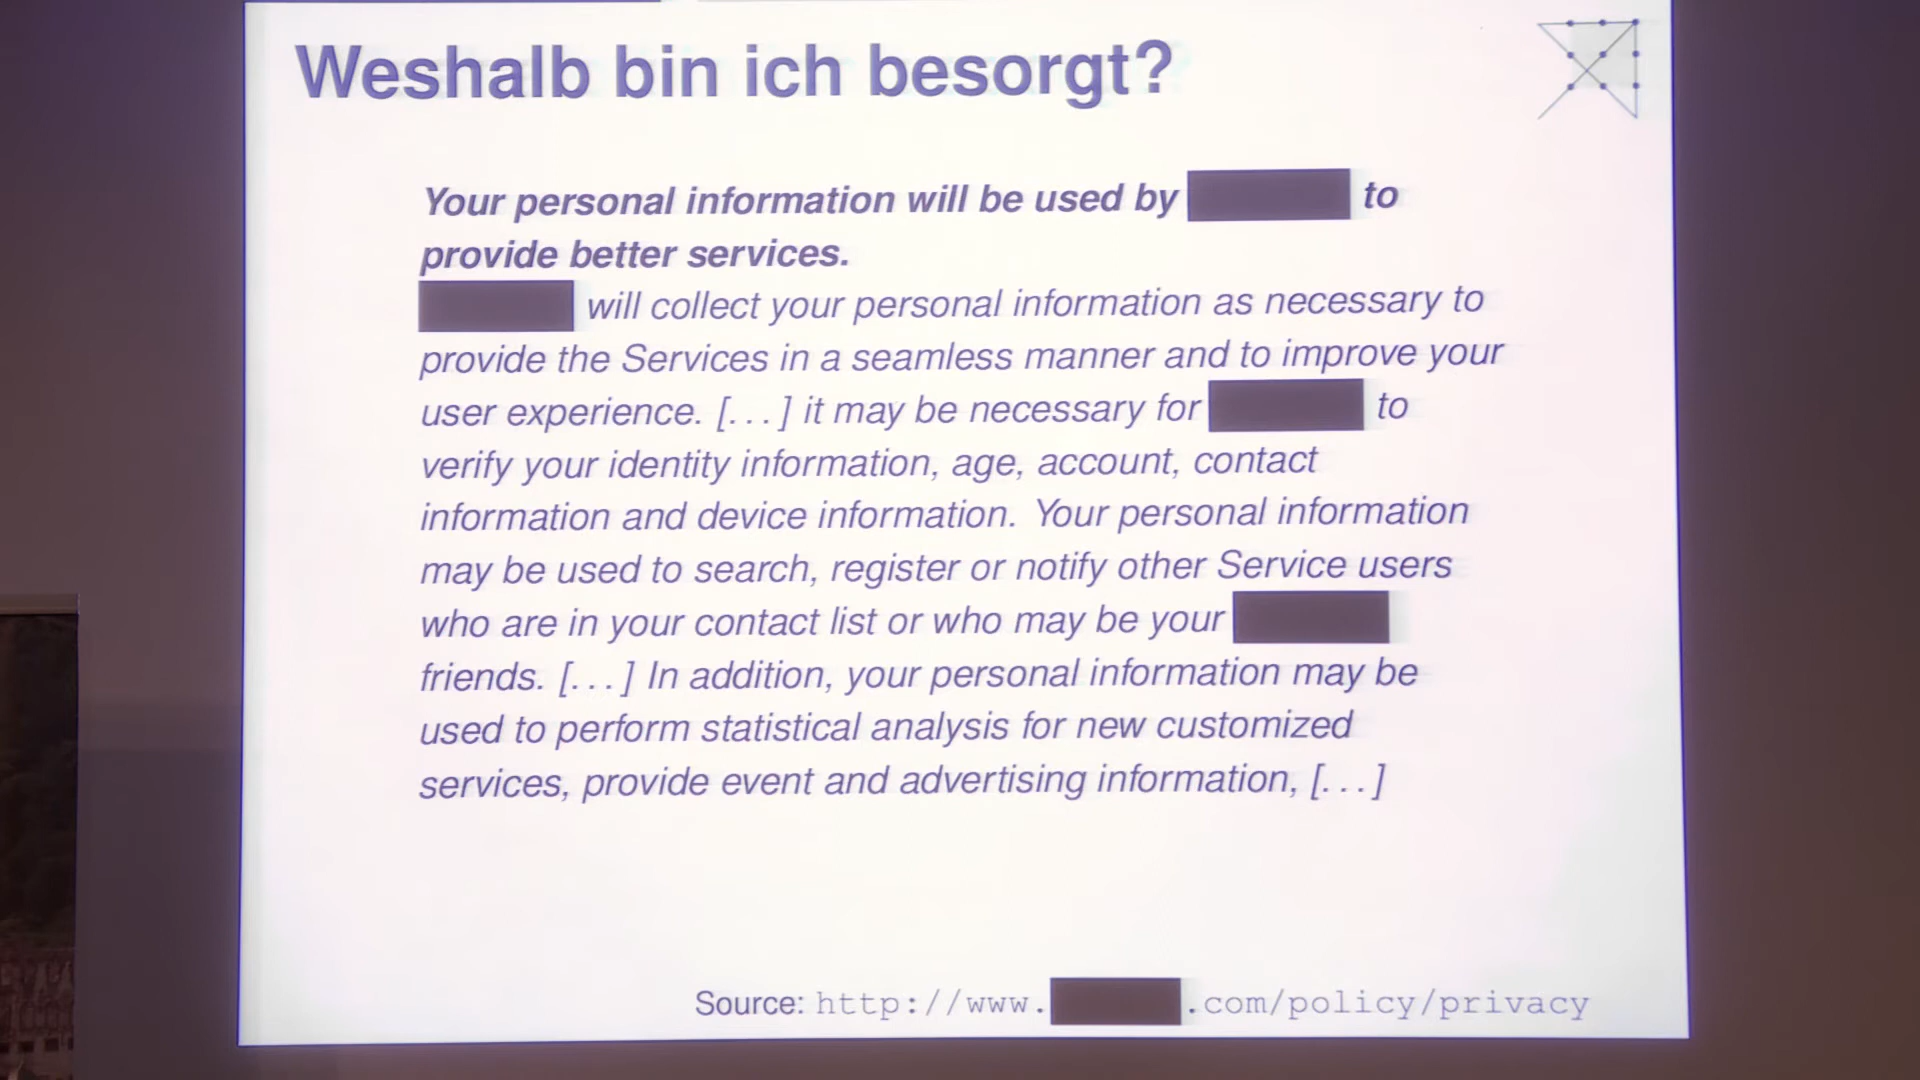 Weshalb bin ich besorgt?
Your personal information will be used by to
provide better services.
will collect your personal information as necessary to
provide the Services in a seamless manner and to improve your
user experience. [...] it may be necessary for to
verify your identity information, age, account, contact
information and device information. Your personal information
may be used to search, register or notify other Service users
who are in your contact list or who may be your
friends. [...] In addition, your personal information may be
used to perform statistical analysis for new customized
services, provide event and advertising information, [...]
Source: http://www. .com/policy/privacy